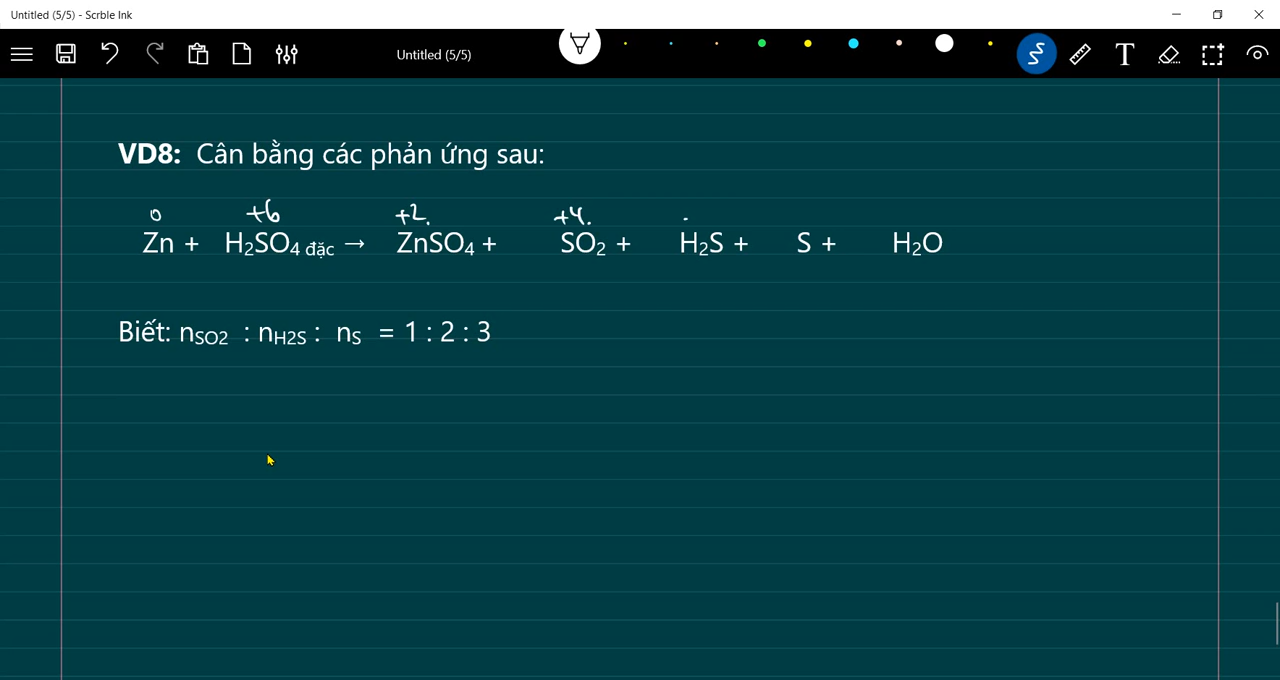 Untitled (5/5) - Scrble Ink
Untitled (5/5)
T
VD8: Cân bằng các phản ứng sau:
0 +6 +2 +4
Zn + H₂SO₄ đặc → ZnSO₄ + SO₂ + H₂S + S + H₂O
Biết: nSO2 : nH2S : nS = 1 : 2 : 3